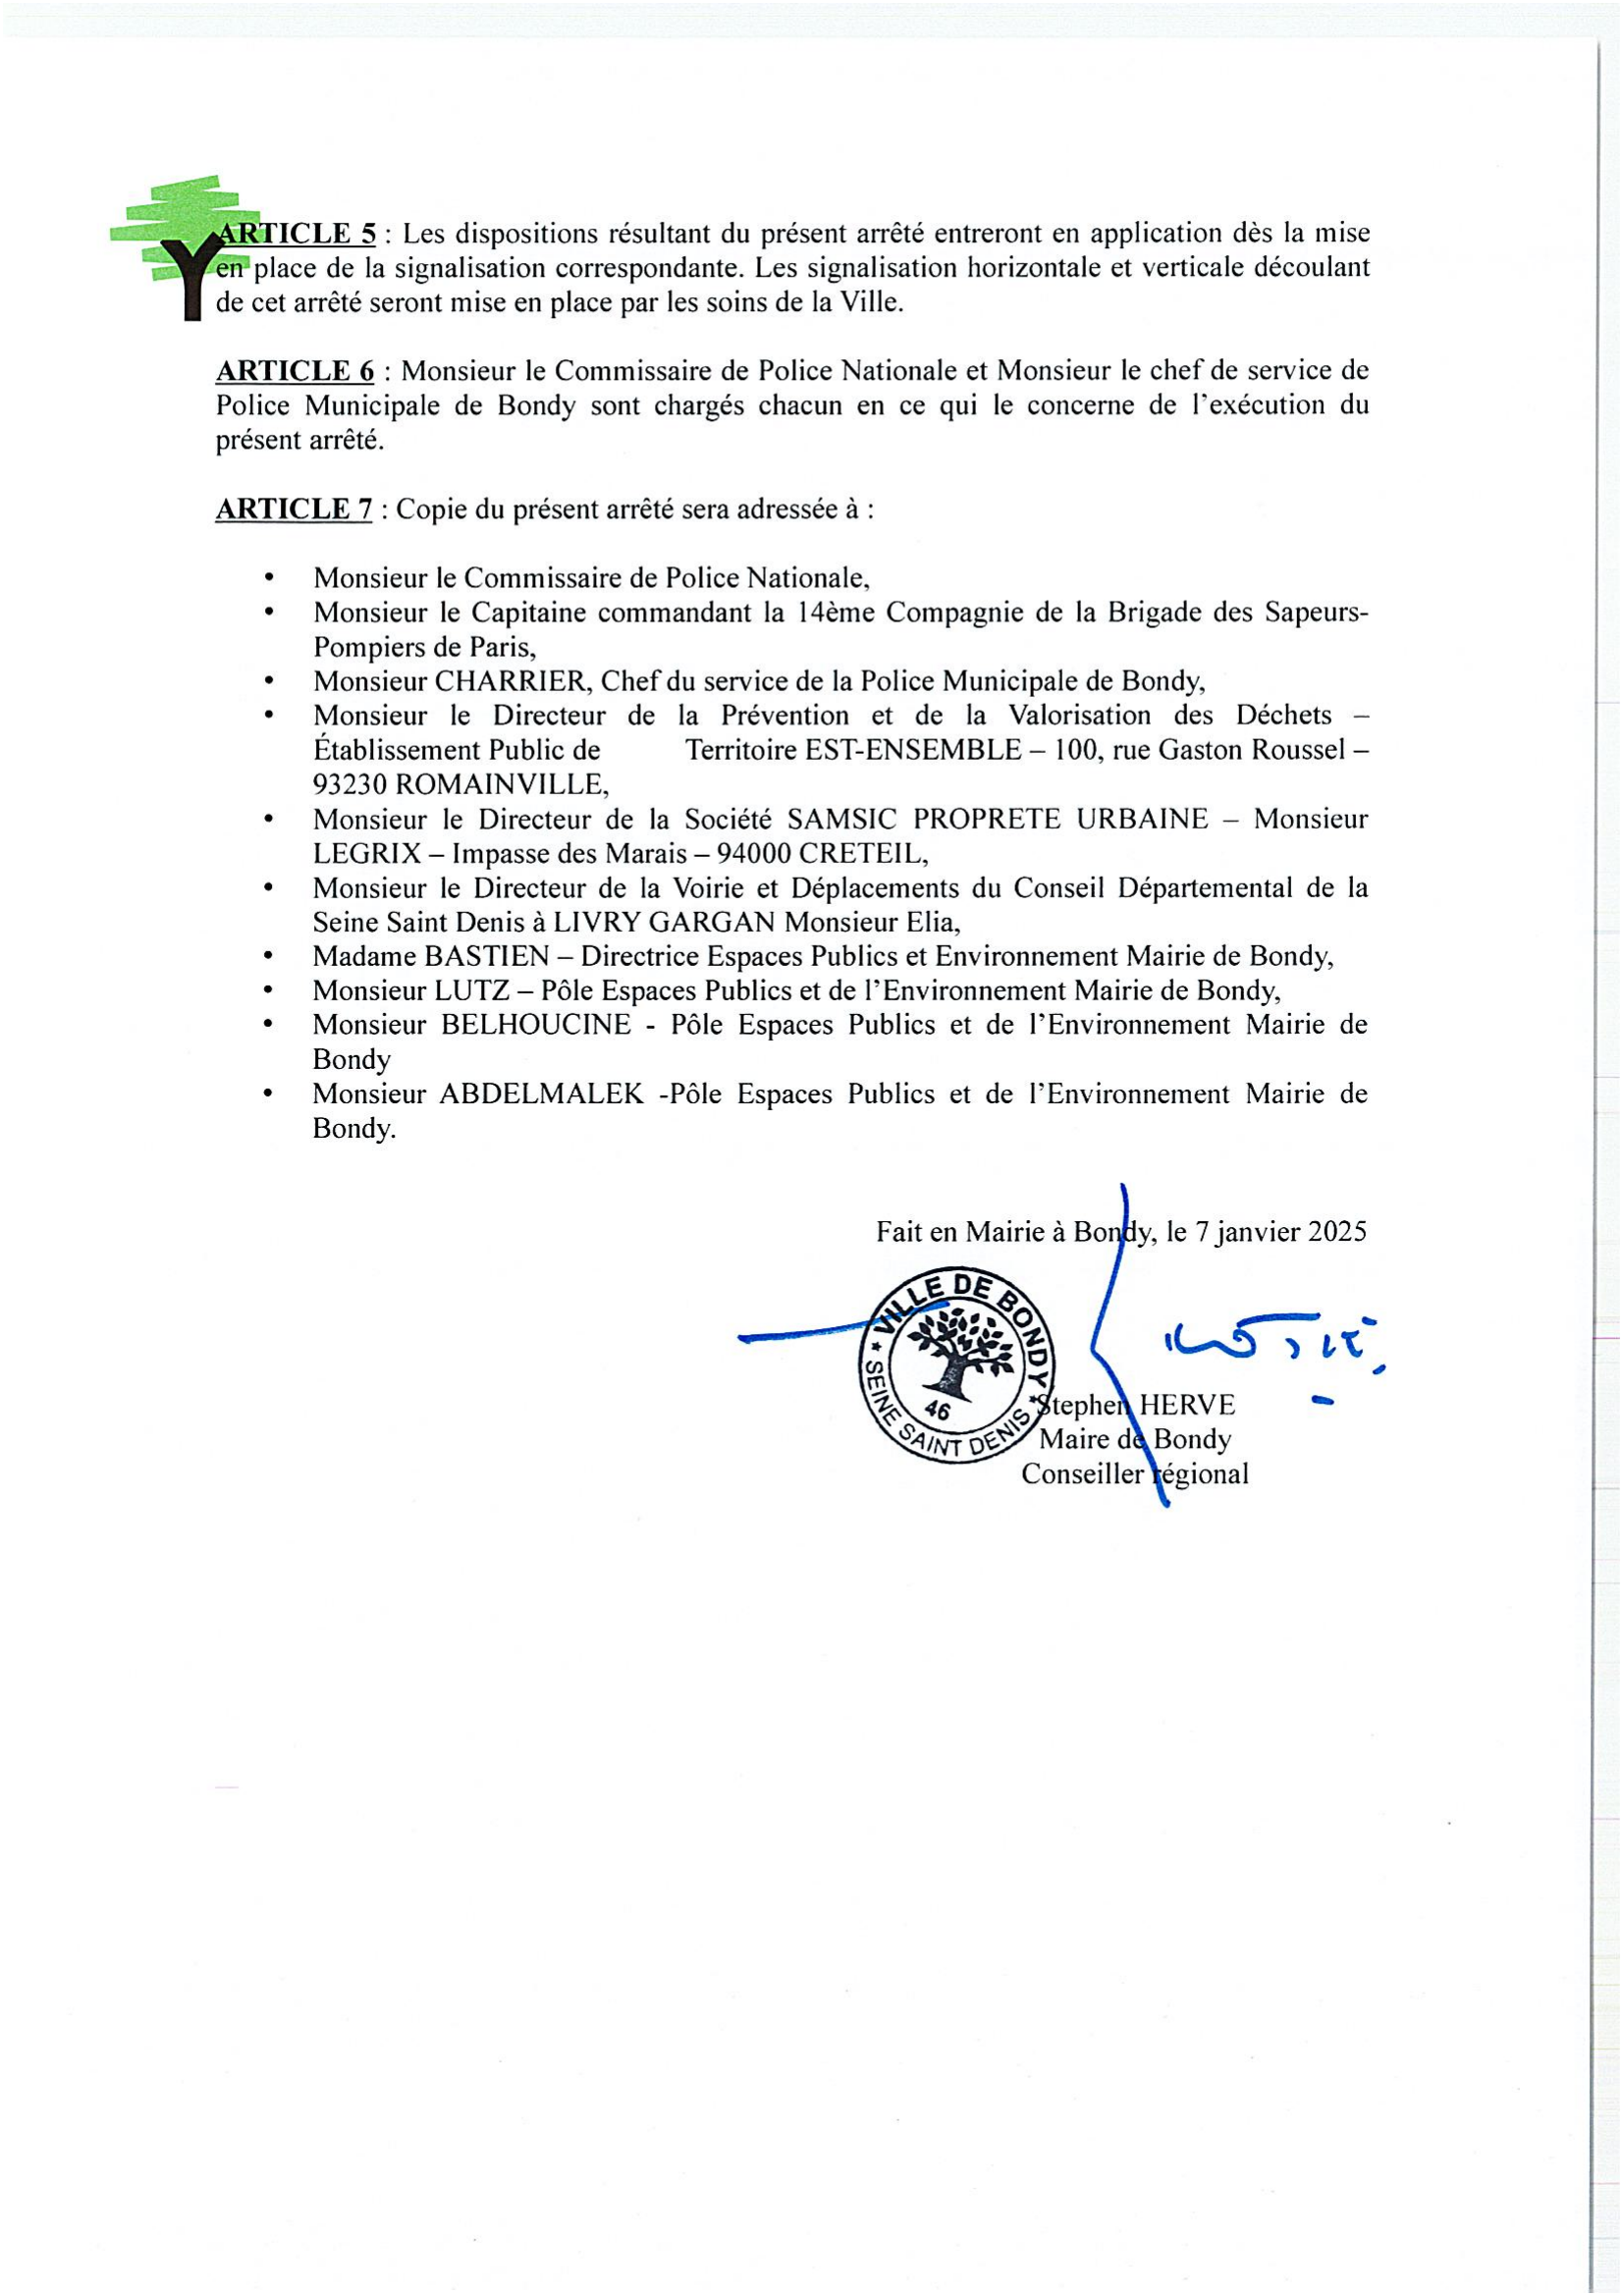 ARTICLE 5 : Les dispositions résultant du présent arrêté entreront en application dès la mise
en place de la signalisation correspondante. Les signalisation horizontale et verticale découlant
de cet arrêté seront mise en place par les soins de la Ville.
ARTICLE 6 : Monsieur le Commissaire de Police Nationale et Monsieur le chef de service de
Police Municipale de Bondy sont chargés chacun en ce qui le concerne de l’exécution du
présent arrêté.
ARTICLE 7 : Copie du présent arrêté sera adressée à :
• Monsieur le Commissaire de Police Nationale,
• Monsieur le Capitaine commandant la 14ème Compagnie de la Brigade des Sapeurs-
Pompiers de Paris,
• Monsieur CHARRIER, Chef du service de la Police Municipale de Bondy,
• Monsieur le Directeur de la Prévention et de la Valorisation des Déchets –
Établissement Public de Territoire EST-ENSEMBLE – 100, rue Gaston Roussel –
93230 ROMAINVILLE,
• Monsieur le Directeur de la Société SAMSIC PROPRETE URBAINE – Monsieur
LEGRIX – Impasse des Marais – 94000 CRETEIL,
• Monsieur le Directeur de la Voirie et Déplacements du Conseil Départemental de la
Seine Saint Denis à LIVRY GARGAN Monsieur Elia,
• Madame BASTIEN – Directrice Espaces Publics et Environnement Mairie de Bondy,
• Monsieur LUTZ – Pôle Espaces Publics et de l’Environnement Mairie de Bondy,
• Monsieur BELHOUCINE - Pôle Espaces Publics et de l’Environnement Mairie de
Bondy
• Monsieur ABDELMALEK -Pôle Espaces Publics et de l’Environnement Mairie de
Bondy.
Fait en Mairie à Bondy, le 7 janvier 2025
VILLE DE BONDY
46
SEINE SAINT DENIS
Stephen HERVE
Maire de Bondy
Conseiller régional